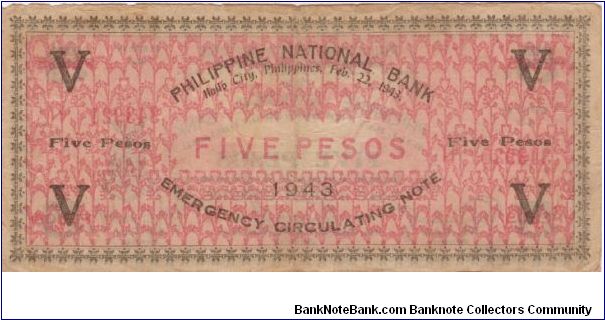 V V
PHILIPPINE NATIONAL BANK
Iloilo City, Philippines, Feb. 22, 1943.
Five Pesos FIVE PESOS Five Pesos
1943
EMERGENCY CIRCULATING NOTE
V V
BankNoteBank.com Banknote Collectors Community